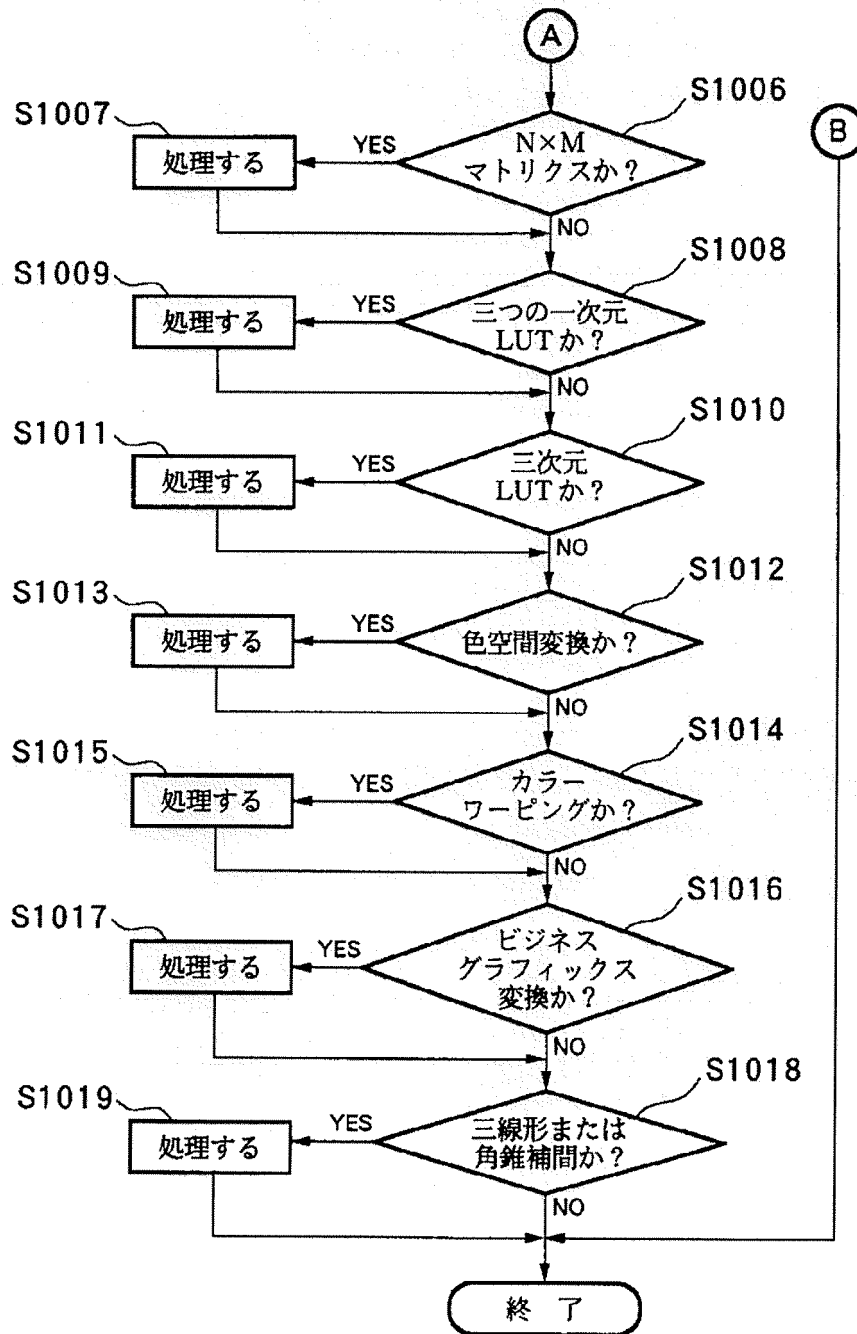 A
S1006
B
S1007
N×M
マトリクスか？
YES
処理する
NO
S1008
S1009
三つの一次元
LUTか？
YES
処理する
NO
S1010
S1011
三次元
LUTか？
YES
処理する
NO
S1012
S1013
色空間変換か？
YES
処理する
NO
S1014
S1015
カラー
ワーピングか？
YES
処理する
NO
S1016
S1017
ビジネス
グラフィックス
変換か？
YES
処理する
NO
S1018
S1019
三線形または
角錐補間か？
YES
処理する
NO
終 了